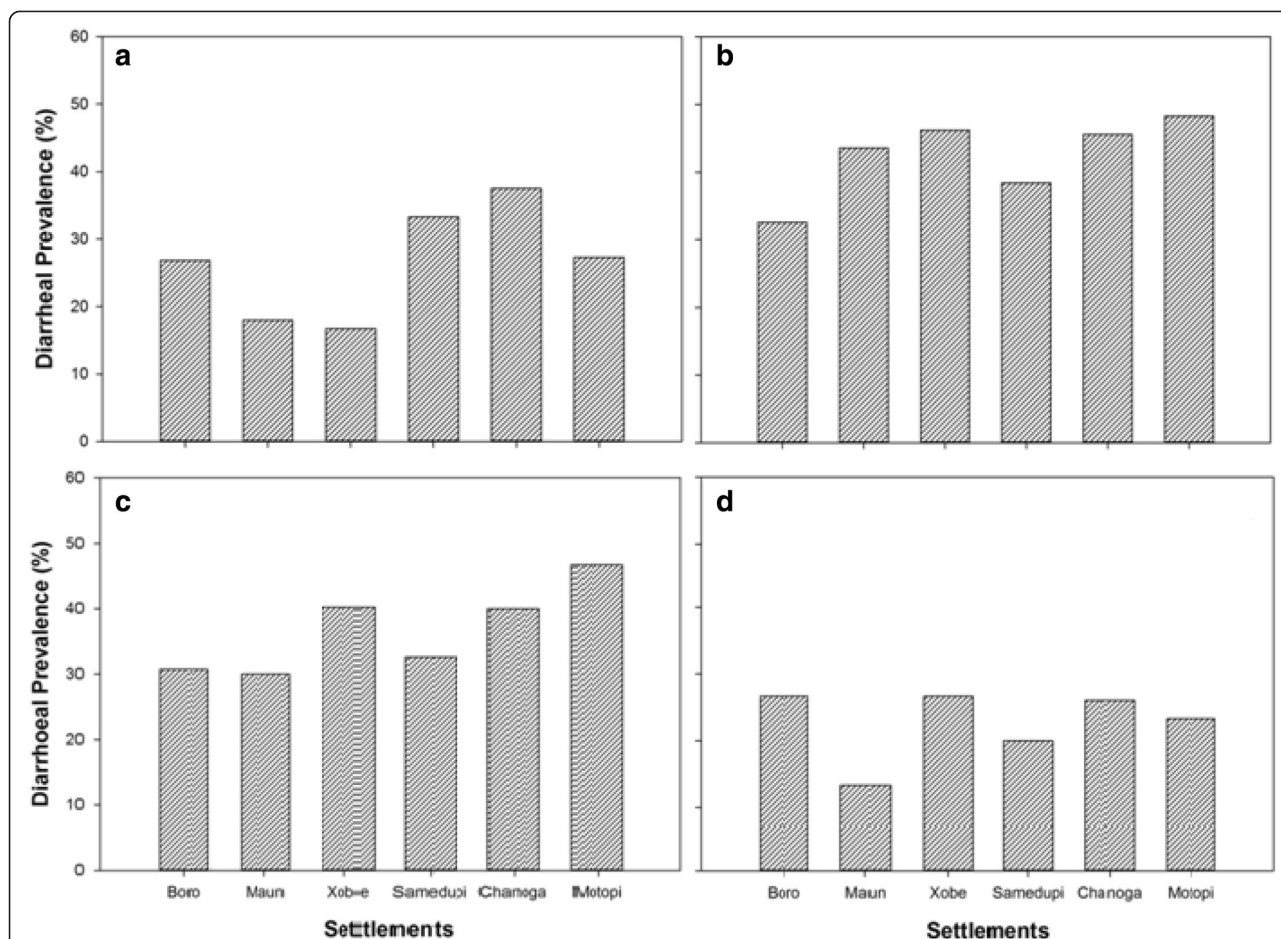 a
b
Diarrheal Prevalence (%)
60
50
40
30
20
10
0
c
d
Diarrhoeal Prevalence (%)
60
50
40
30
20
10
0
Boro Maun Xobe Samedupi Chanoga Motopi
Boro Maun Xobe Samedupi Chanoga Motopi
Settlements
Settlements